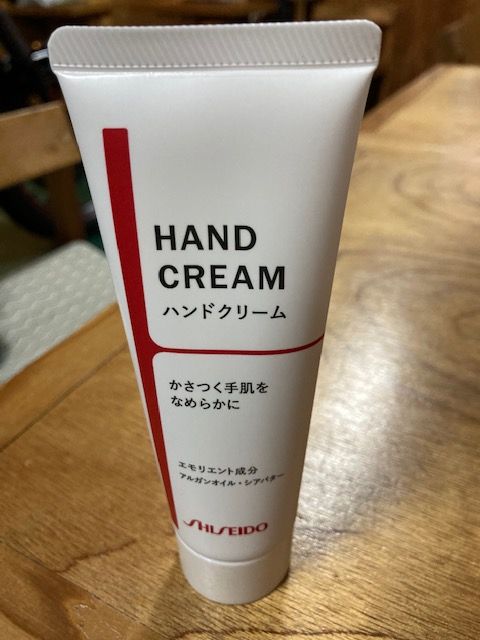 HAND
CREAM
ハンドクリーム
かさつく手肌を
なめらかに
エモリエント成分
アルガンオイル・シアバター
SHISEIDO